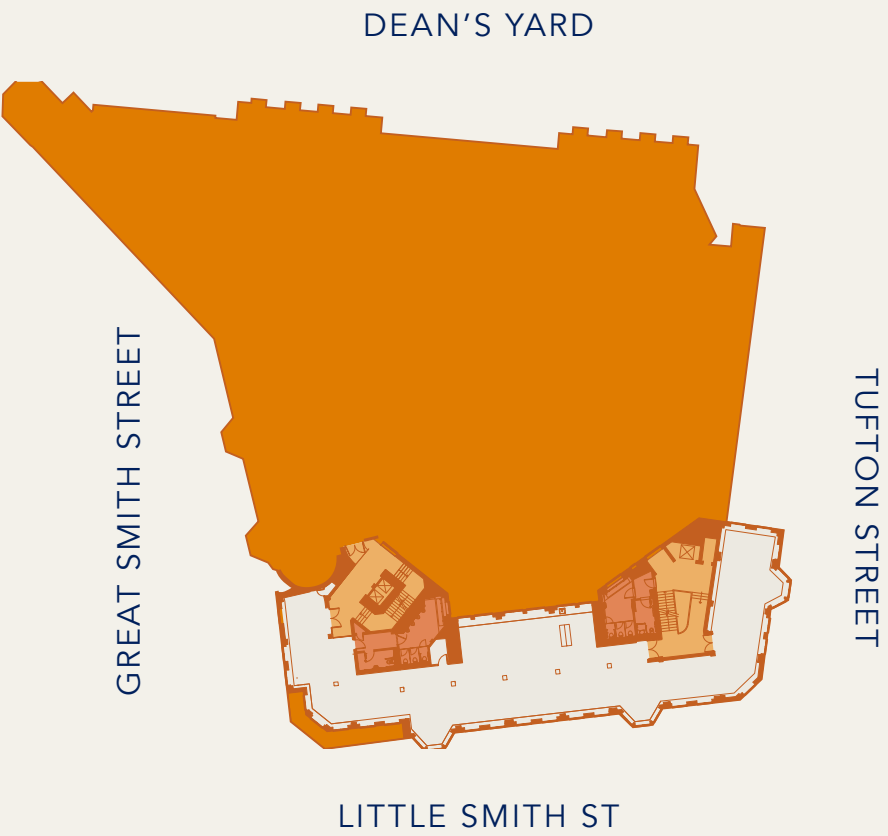 DEAN’S YARD
GREAT SMITH STREET
TUFTON STREET
LITTLE SMITH ST